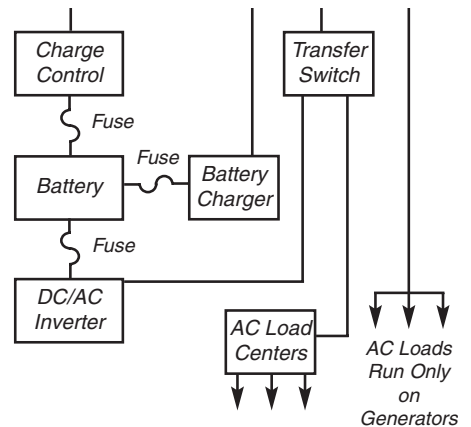 Charge
Control
Transfer
Switch
Fuse
Fuse
Battery
Battery
Charger
Fuse
DC/AC
Inverter
AC Load
Centers
AC Loads
Run Only
on
Generators